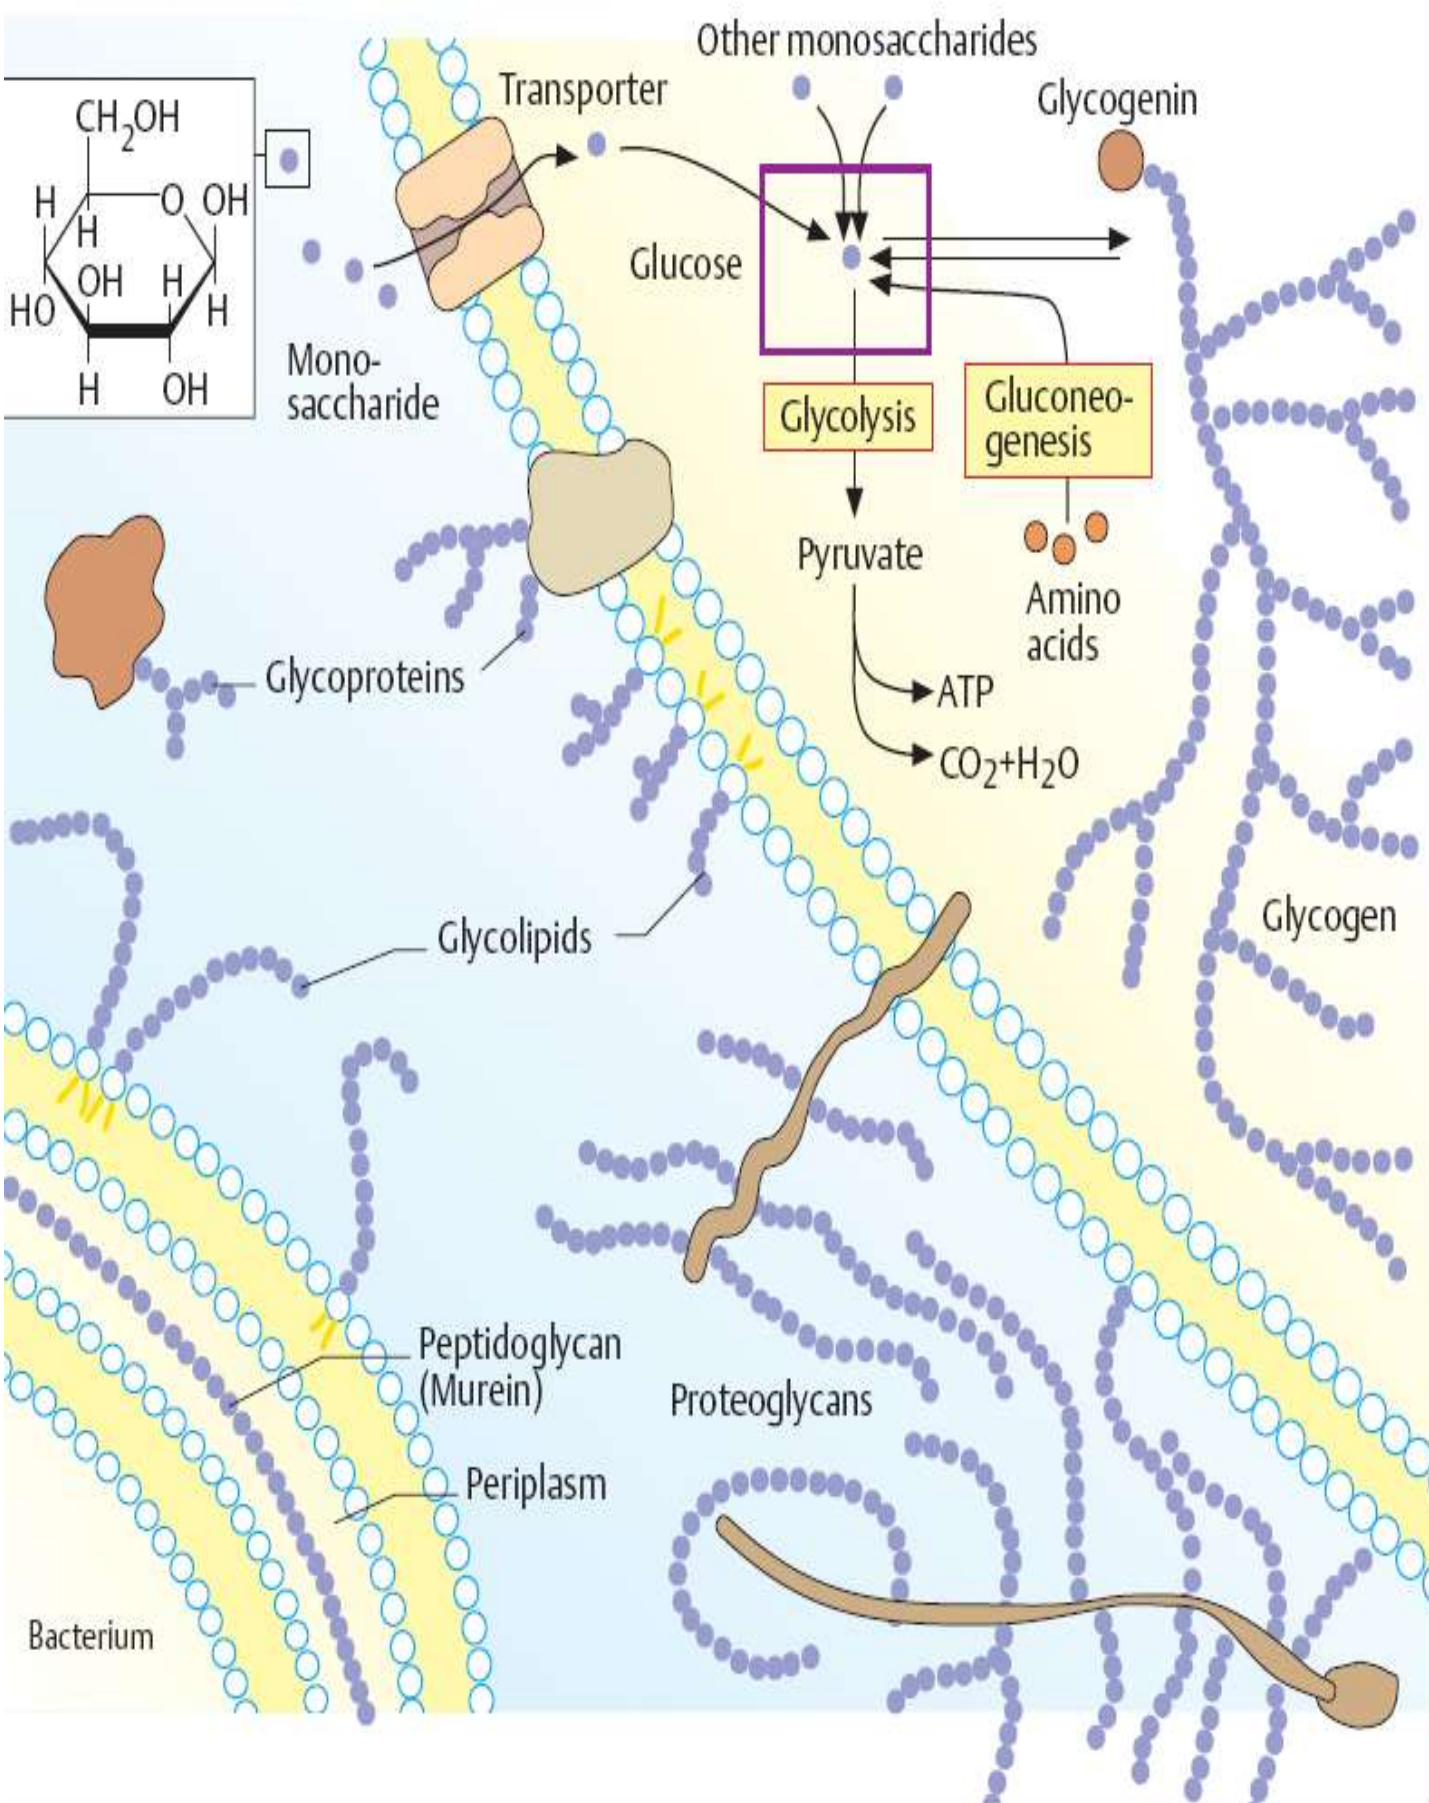 Other monosaccharides
Transporter
Glycogenin
CH2OH
H
O
OH
H
OH
H
HO
H
H
OH
Glucose
Mono-
saccharide
Glycolysis
Gluconeo-
genesis
Pyruvate
Amino
acids
Glycoproteins
ATP
CO2+H2O
Glycogen
Glycolipids
Peptidoglycan
(Murein)
Proteoglycans
Periplasm
Bacterium